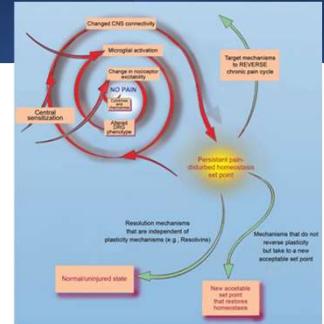 Changed CNS connectivity
Microglial activation
Change in nociceptor
excitability
NO PAIN
Cytokines and
Altered
DRG
phenotype
Central
sensitization
Target mechanisms
to REVERSE
chronic pain cycle
Persistent pain-
disturbed homeostasis
set point
Resolution mechanisms
that are independent of
plasticity mechanisms (e.g., Resolvins)
Mechanisms that do not
reverse plasticity
but take to a new
acceptable set point
Normal/uninjured state
New accetable
set point
that restores
homeostasis